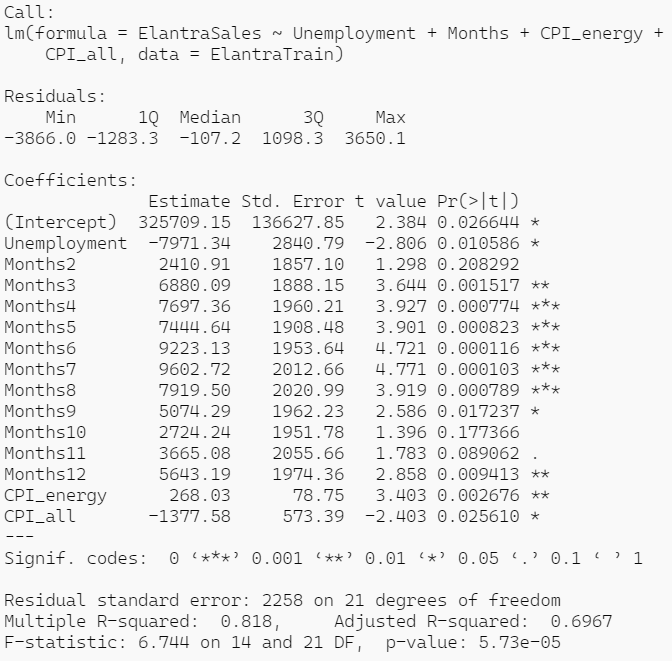 Call:
lm(formula = ElantraSales ~ Unemployment + Months + CPI_energy +
    CPI_all, data = ElantraTrain)

Residuals:
    Min      1Q  Median      3Q     Max
-3866.0 -1283.3  -107.2  1098.3  3650.1

Coefficients:
              Estimate Std. Error t value Pr(>|t|)
(Intercept)  325709.15  136627.85   2.384 0.026644 *
Unemployment  -7971.34    2840.79  -2.806 0.010586 *
Months2        2410.91    1857.10   1.298 0.208292
Months3        6880.09    1888.15   3.644 0.001517 **
Months4        7697.36    1960.21   3.927 0.000774 ***
Months5        7444.64    1908.48   3.901 0.000823 ***
Months6        9223.13    1953.64   4.721 0.000116 ***
Months7        9602.72    2012.66   4.771 0.000103 ***
Months8        7919.50    2020.99   3.919 0.000789 ***
Months9        5074.29    1962.23   2.586 0.017237 *
Months10       2724.24    1951.78   1.396 0.177366
Months11       3665.08    2055.66   1.783 0.089062 .
Months12       5643.19    1974.36   2.858 0.009413 **
CPI_energy      268.03      78.75   3.403 0.002676 **
CPI_all       -1377.58     573.39  -2.403 0.025610 *
---
Signif. codes:  0 ‘***’ 0.001 ‘**’ 0.01 ‘*’ 0.05 ‘.’ 0.1 ‘ ’ 1

Residual standard error: 2258 on 21 degrees of freedom
Multiple R-squared:  0.818,	Adjusted R-squared:  0.6967
F-statistic: 6.744 on 14 and 21 DF,  p-value: 5.73e-05